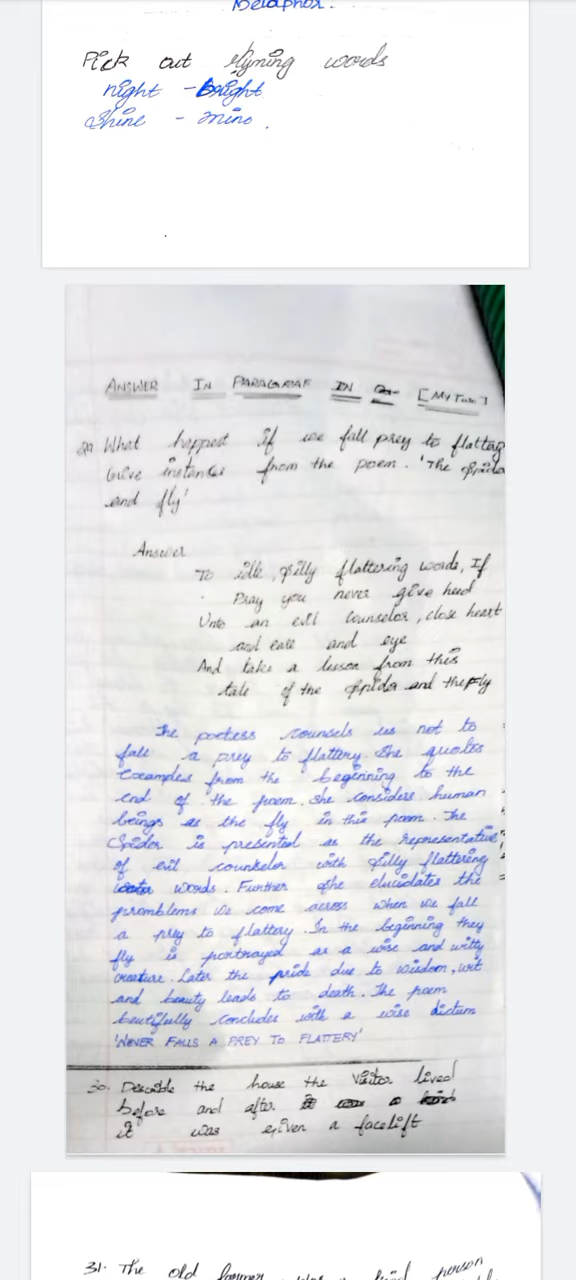 Metaphor.
Pick out rhyming words
night - bright
Shine - mine.
ANSWER IN PARAGRAF IN
What happest If we fall prey to flattery
Give instances from the poem. 'The Spider
and fly'
Answer
To idle, silly flattering words, If
Pray you never give heed
Unto an evil counselor, close heart
and ear and eye
And take a lesson from this
tale of the Spider and the Fly
The poetess counsels us not to
fall a prey to flattery. She quotes
Examples from the beginning to the
end of the poem. She considers human
beings as the fly in this poem. The
Spider is presented as the representative
of evil counkelor with silly flattering
words. Further she elucidates the
promblems we come across when we fall
a prey to flattery. In the beginning they
fly is portrayed as a wise and witty
creature. Later the pride due to wisdom, wit
and beauty leads to death. The poem
beautifully concludes with a wise dictum
'NEVER FALLS A PREY TO FLATTERY'
30. Describe the house the Visitor lived
before and after
it was given a facelift
31. The old farmer was a kind person